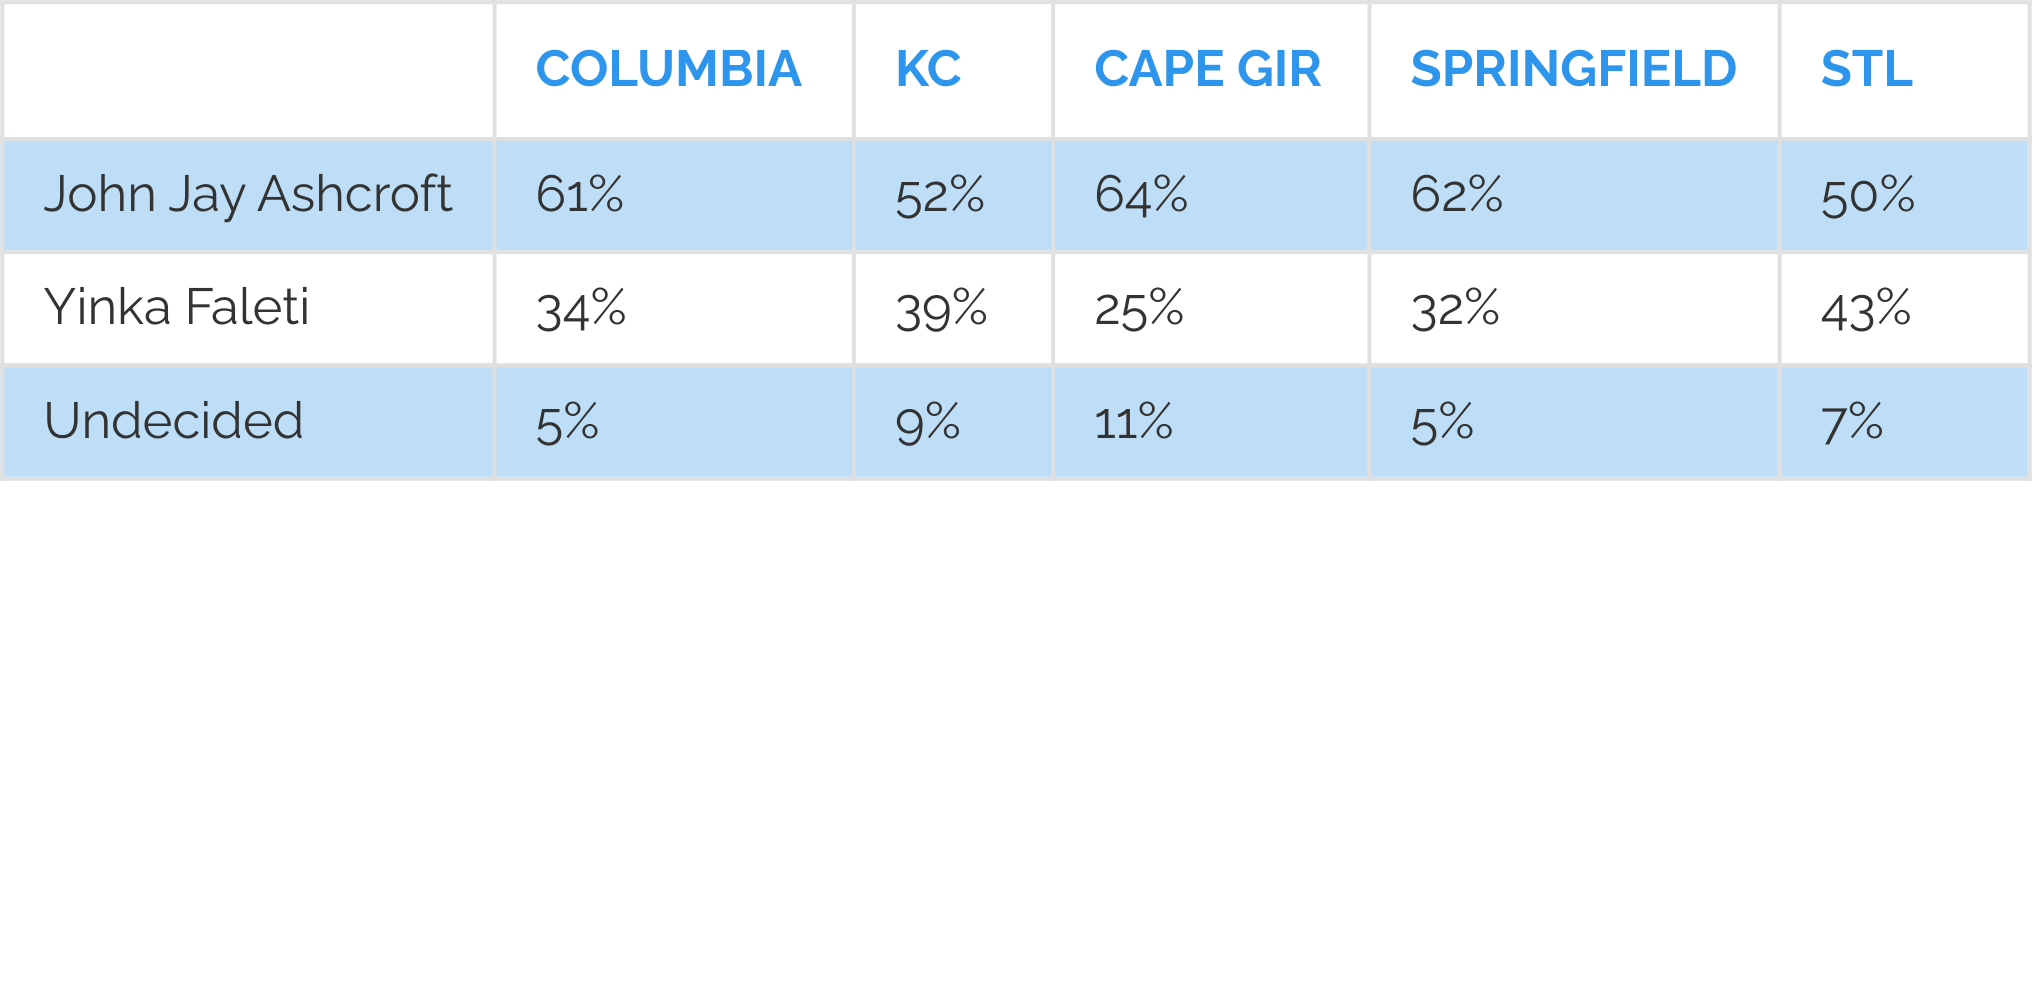 COLUMBIA KC CAPE GIR SPRINGFIELD STL
John Jay Ashcroft 61% 52% 64% 62% 50%
Yinka Faleti 34% 39% 25% 32% 43%
Undecided 5% 9% 11% 5% 7%